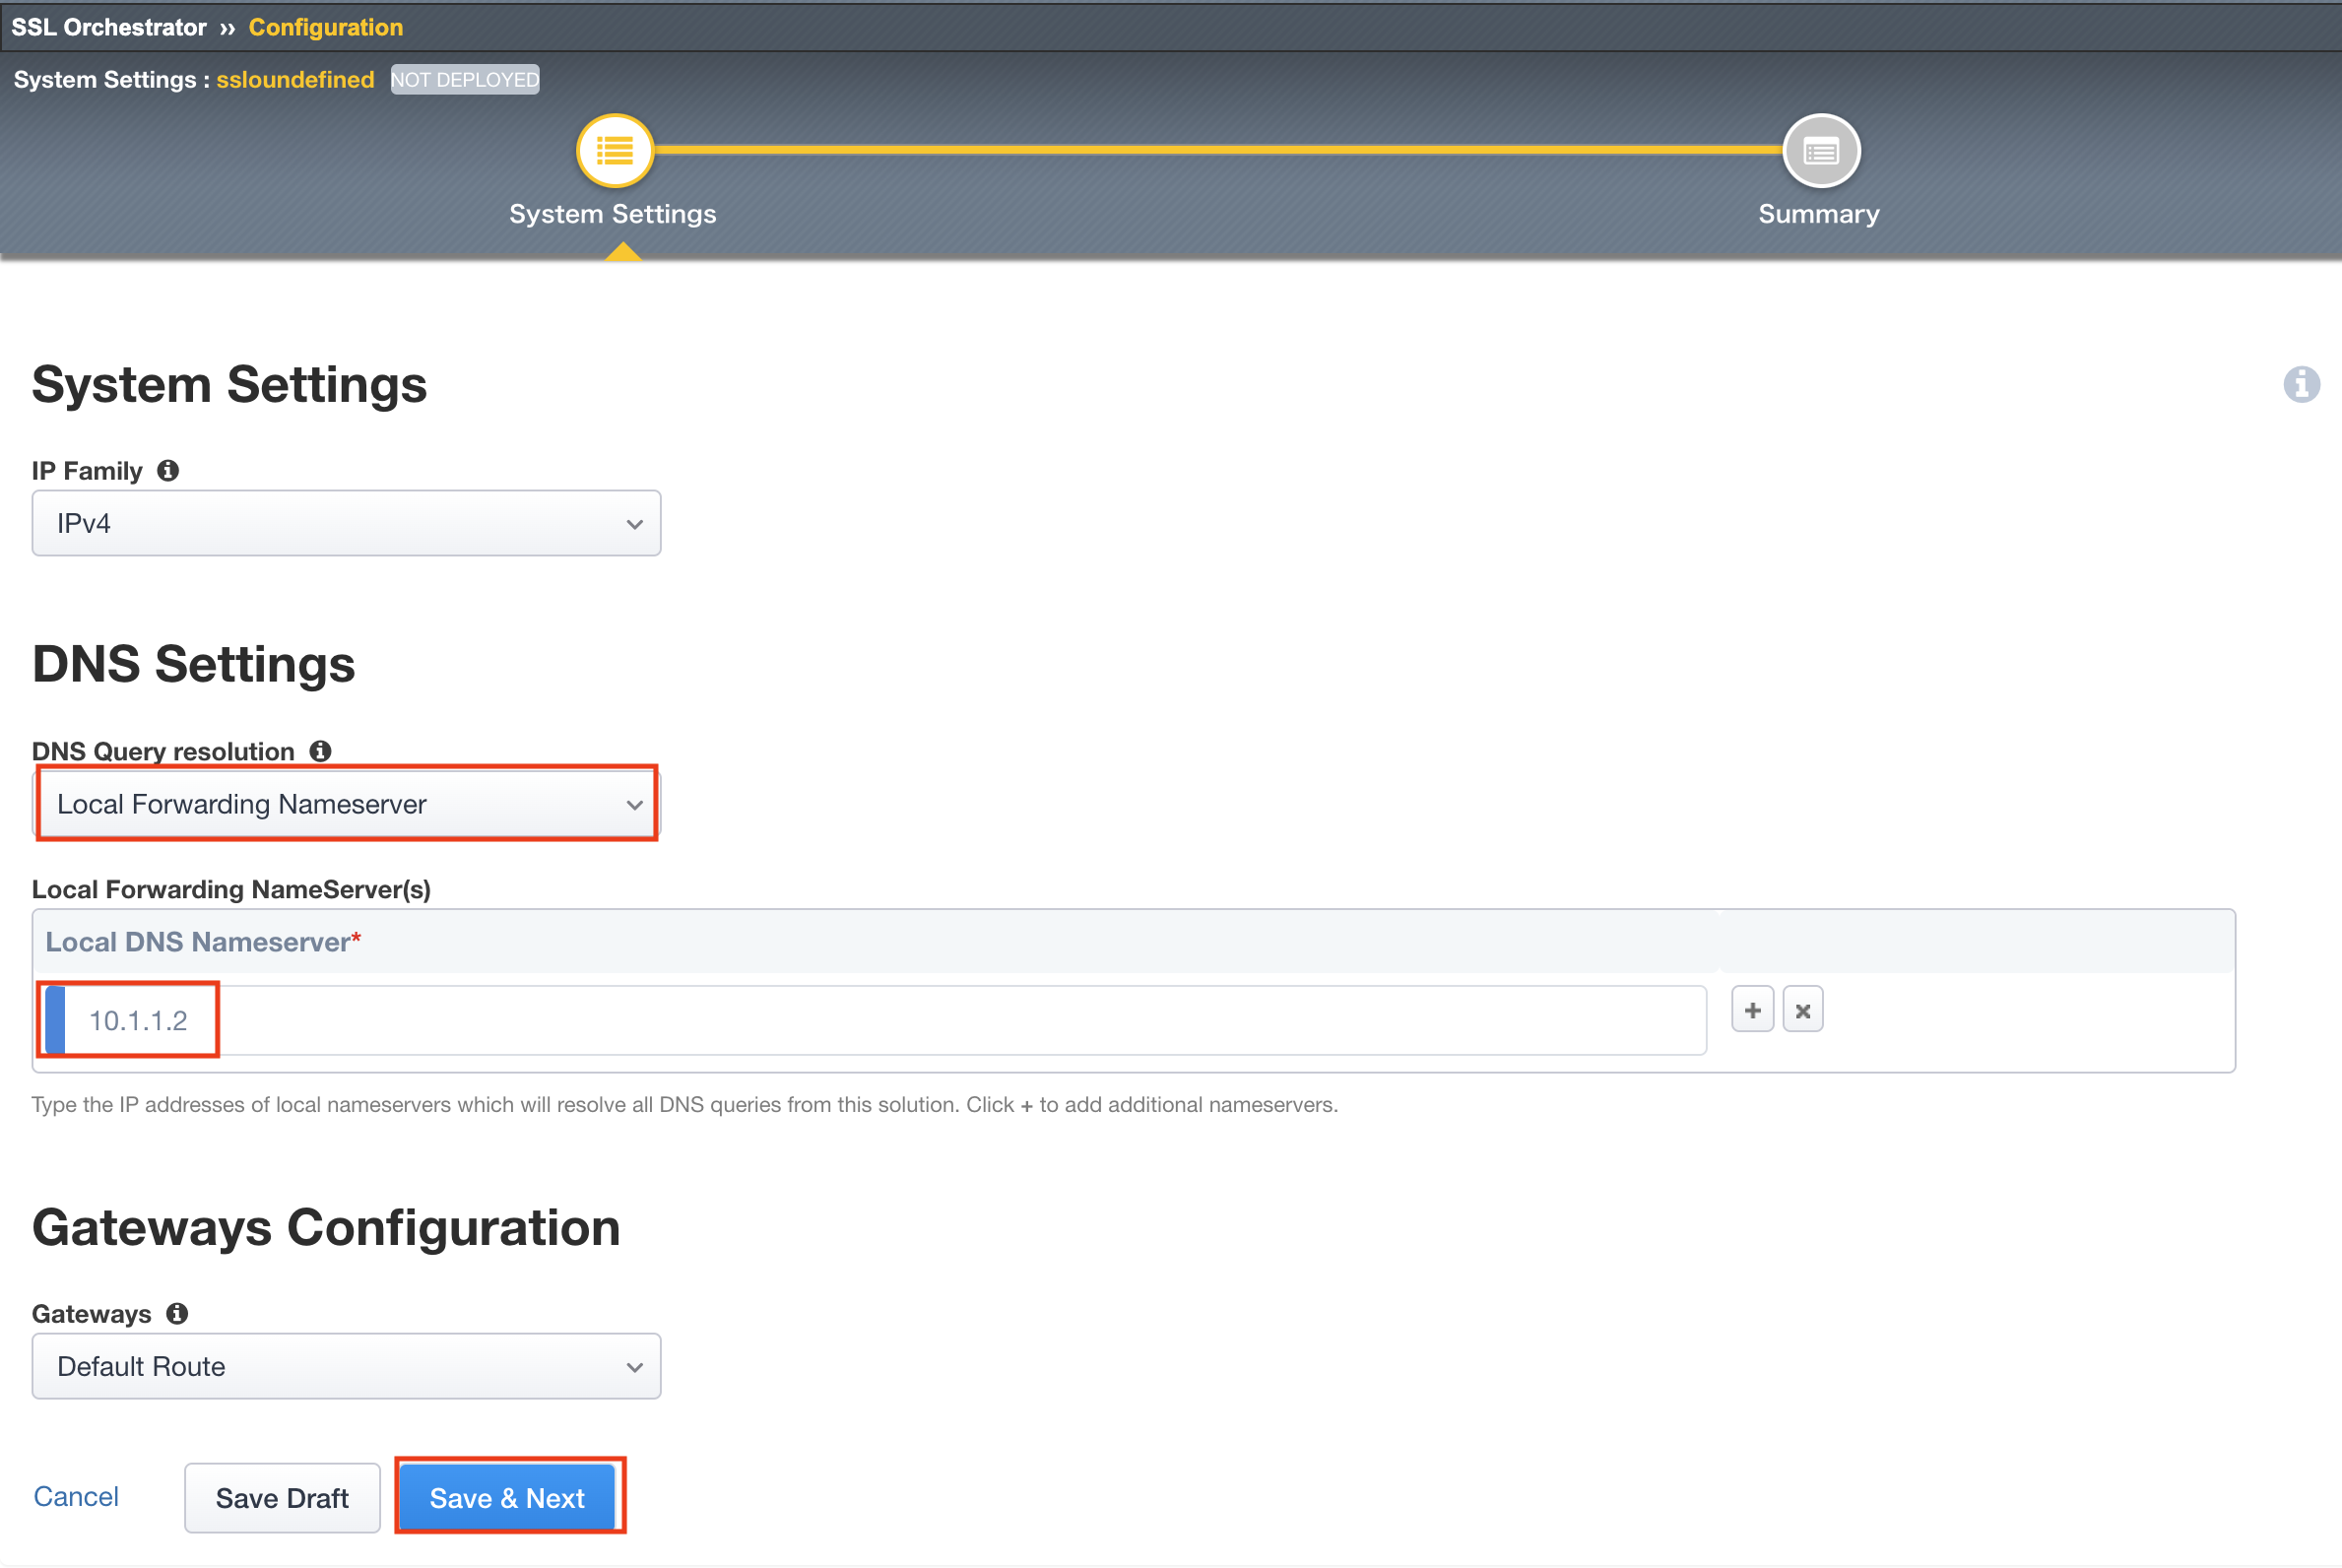 SSL Orchestrator ›› Configuration
System Settings : ssloundefined NOT DEPLOYED
System Settings
Summary
System Settings
IP Family
IPv4
DNS Settings
DNS Query resolution
Local Forwarding Nameserver
Local Forwarding NameServer(s)
Local DNS Nameserver*
10.1.1.2
Type the IP addresses of local nameservers which will resolve all DNS queries from this solution. Click + to add additional nameservers.
Gateways Configuration
Gateways
Default Route
Cancel Save Draft Save & Next